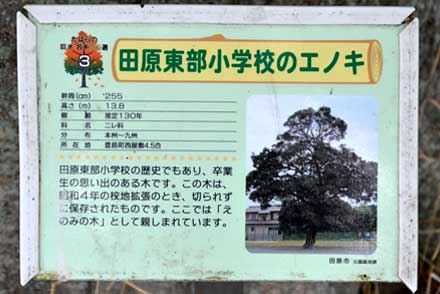 たはらの
巨木・名木100選
3
田原東部小学校のエノキ
幹周(cm) 255
高さ(m) 13.8
樹 齢 推定130年
科 名 ニレ科
分 布 本州～九州
所 在 地 豊島町西屋敷4.5合
田原東部小学校の歴史でもあり、卒業
生の思い出のある木です。この木は、
昭和4年の校地拡張のとき、切られず
に保存されたものです。ここでは「え
のみの木」として親しまれています。
田原市